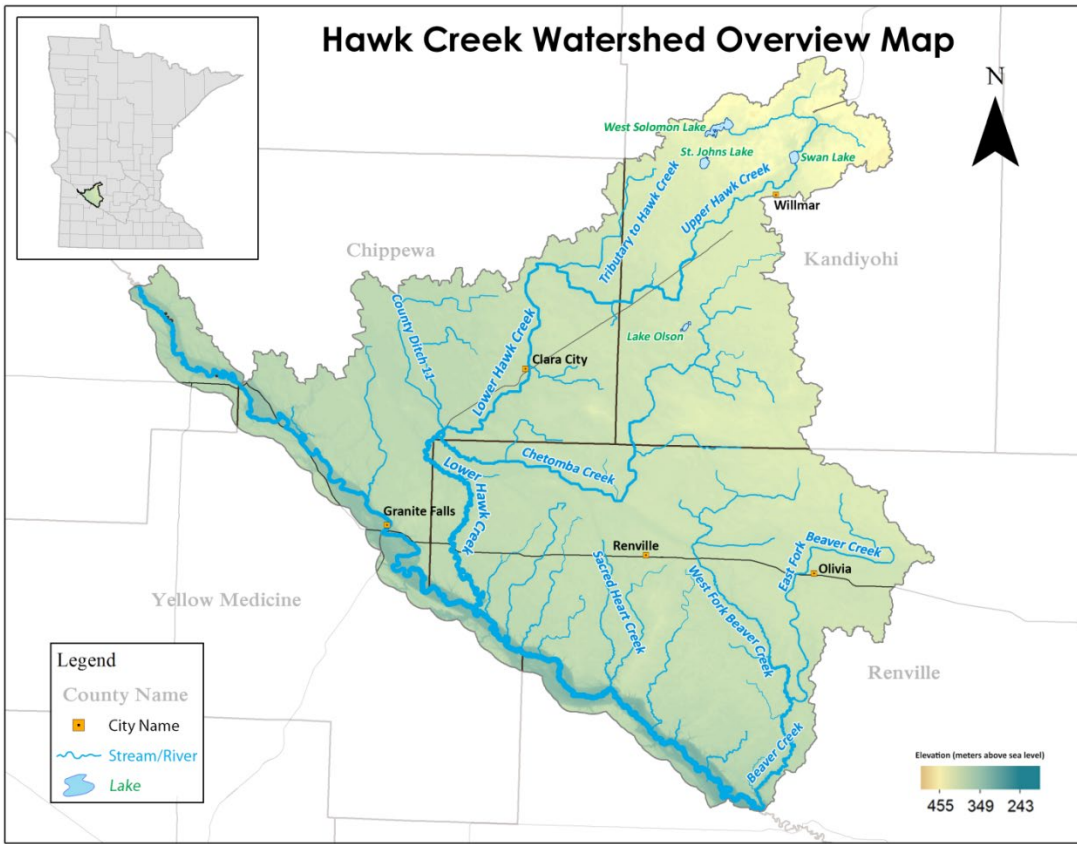 Hawk Creek Watershed Overview Map
N
West Solomon Lake
St. Johns Lake
Swan Lake
Tributary to Hawk Creek
Upper Hawk Creek
Willmar
Chippewa
Kandiyohi
County Ditch 11
Lower Hawk Creek
Lake Olson
Clara City
Chetomba Creek
Lower Hawk Creek
Granite Falls
Renville
Sacred Heart Creek
West Fork Beaver Creek
East Fork
Beaver Creek
Olivia
Yellow Medicine
Renville
Beaver Creek
Legend
County Name
City Name
Stream/River
Lake
Elevation (meters above sea level)
455 349 243